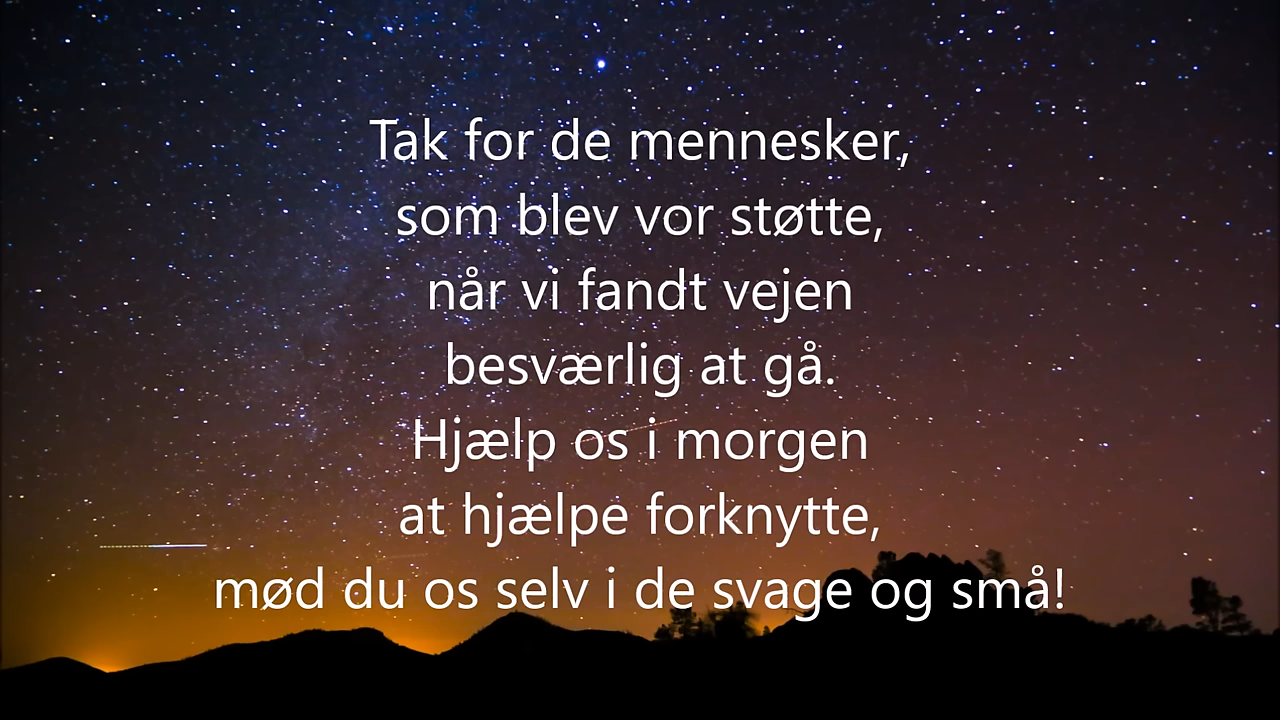 Tak for de mennesker,
som blev vor støtte,
når vi fandt vejen
besværlig at gå.
Hjælp os i morgen
at hjælpe forknytte,
mød du os selv i de svage og små!